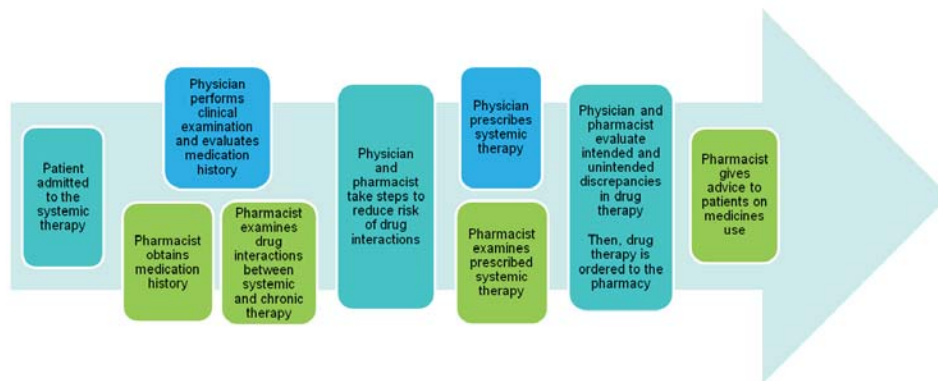 Patient
admitted
to the
systemic
therapy
Physician
performs
clinical
examination
and evaluates
medication
history
Pharmacist
obtains
medication
history
Pharmacist
examines
drug
interactions
between
systemic
and chronic
therapy
Physician
and
pharmacist
take steps to
reduce risk
of drug
interactions
Physician
prescribes
systemic
therapy
Pharmacist
examines
prescribed
systemic
therapy
Physician and
pharmacist
evaluate
intended and
unintended
discrepancies
in drug
therapy
Then, drug
therapy is
ordered to the
pharmacy
Pharmacist
gives
advice to
patients on
medicines
use